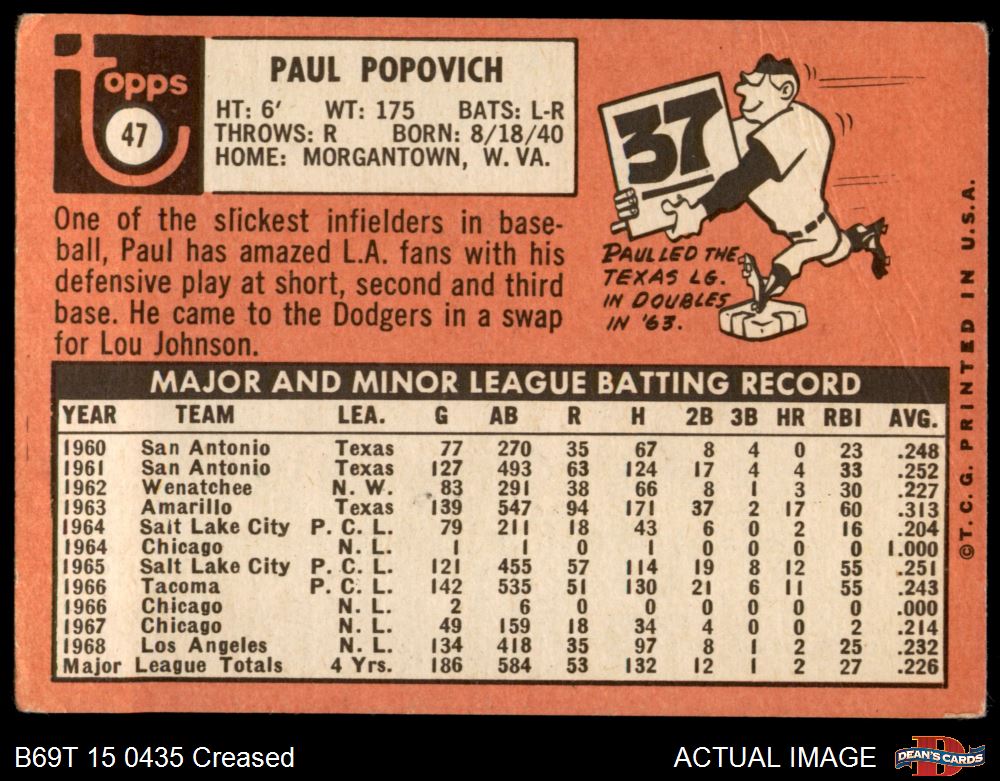 Topps
47
PAUL POPOVICH
HT: 6' WT: 175 BATS: L-R
THROWS: R BORN: 8/18/40
HOME: MORGANTOWN, W. VA.
One of the slickest infielders in base-
ball, Paul has amazed L.A. fans with his
defensive play at short, second and third
base. He came to the Dodgers in a swap
for Lou Johnson.
37
PAUL LED THE
TEXAS LG.
IN DOUBLES
IN '63.
MAJOR AND MINOR LEAGUE BATTING RECORD
YEAR TEAM LEA. G AB R H 2B 3B HR RBI AVG.
1960 San Antonio Texas 77 270 35 67 8 4 0 23 .248
1961 San Antonio Texas 127 493 63 124 17 4 4 33 .252
1962 Wenatchee N. W. 83 291 38 66 8 1 3 30 .227
1963 Amarillo Texas 139 547 94 171 37 2 17 60 .313
1964 Salt Lake City P. C. L. 79 211 18 43 6 0 2 16 .204
1964 Chicago N. L. 1 1 0 1 0 0 0 0 1.000
1965 Salt Lake City P. C. L. 121 455 57 114 19 8 12 55 .251
1966 Tacoma P. C. L. 142 535 51 130 21 6 11 55 .243
1966 Chicago N. L. 2 6 0 0 0 0 0 0 .000
1967 Chicago N. L. 49 159 18 34 4 0 0 2 .214
1968 Los Angeles N. L. 134 418 35 97 8 1 2 25 .232
Major League Totals 4 Yrs. 186 584 53 132 12 1 2 27 .226
©T.C.G. PRINTED IN U.S.A.
B69T 15 0435 Creased
ACTUAL IMAGE
D
DEAN'S CARDS